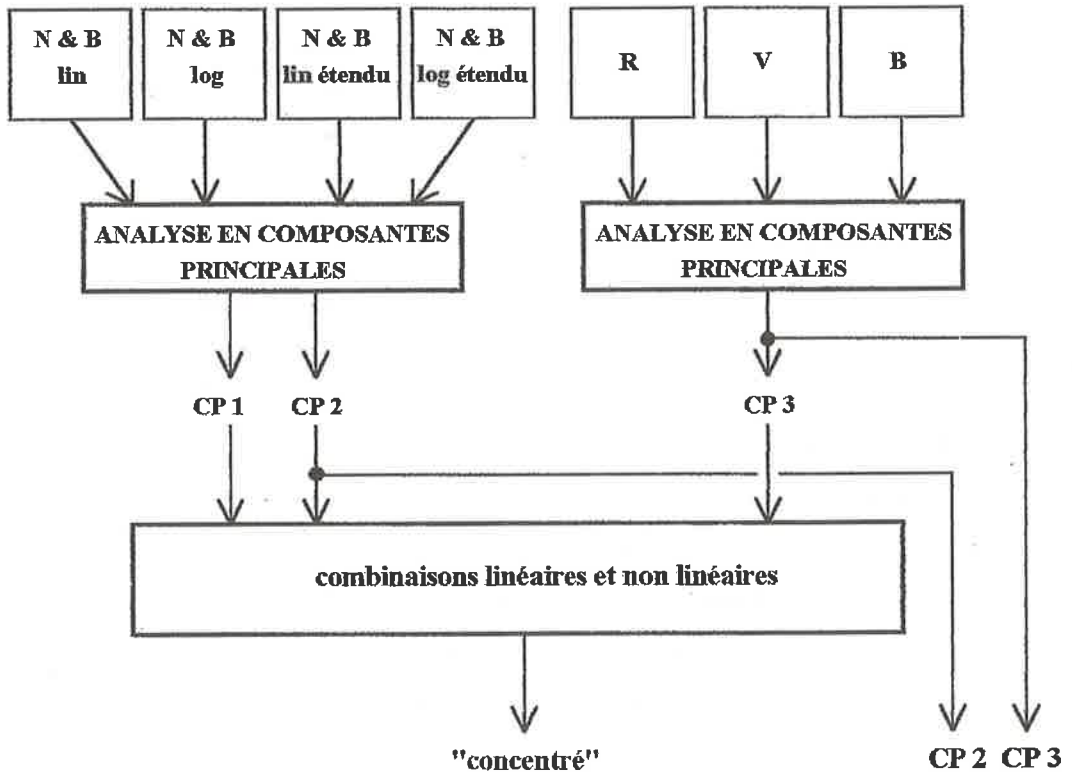 N & B
lin
N & B
log
N & B
lin étendu
N & B
log étendu
R
V
B
ANALYSE EN COMPOSANTES
PRINCIPALES
ANALYSE EN COMPOSANTES
PRINCIPALES
CP 1
CP 2
CP 3
combinaisons linéaires et non linéaires
"concentré"
CP 2
CP 3